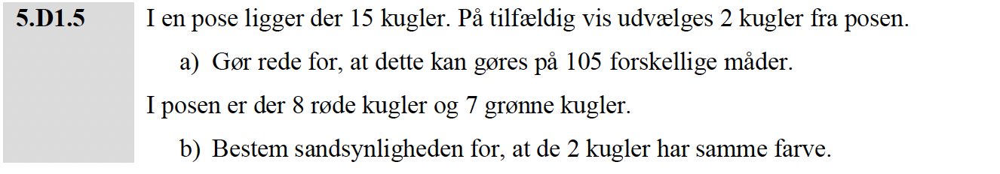 5.D1.5 I en pose ligger der 15 kugler. På tilfældig vis udvælges 2 kugler fra posen.
a) Gør rede for, at dette kan gøres på 105 forskellige måder.
I posen er der 8 røde kugler og 7 grønne kugler.
b) Bestem sandsynligheden for, at de 2 kugler har samme farve.